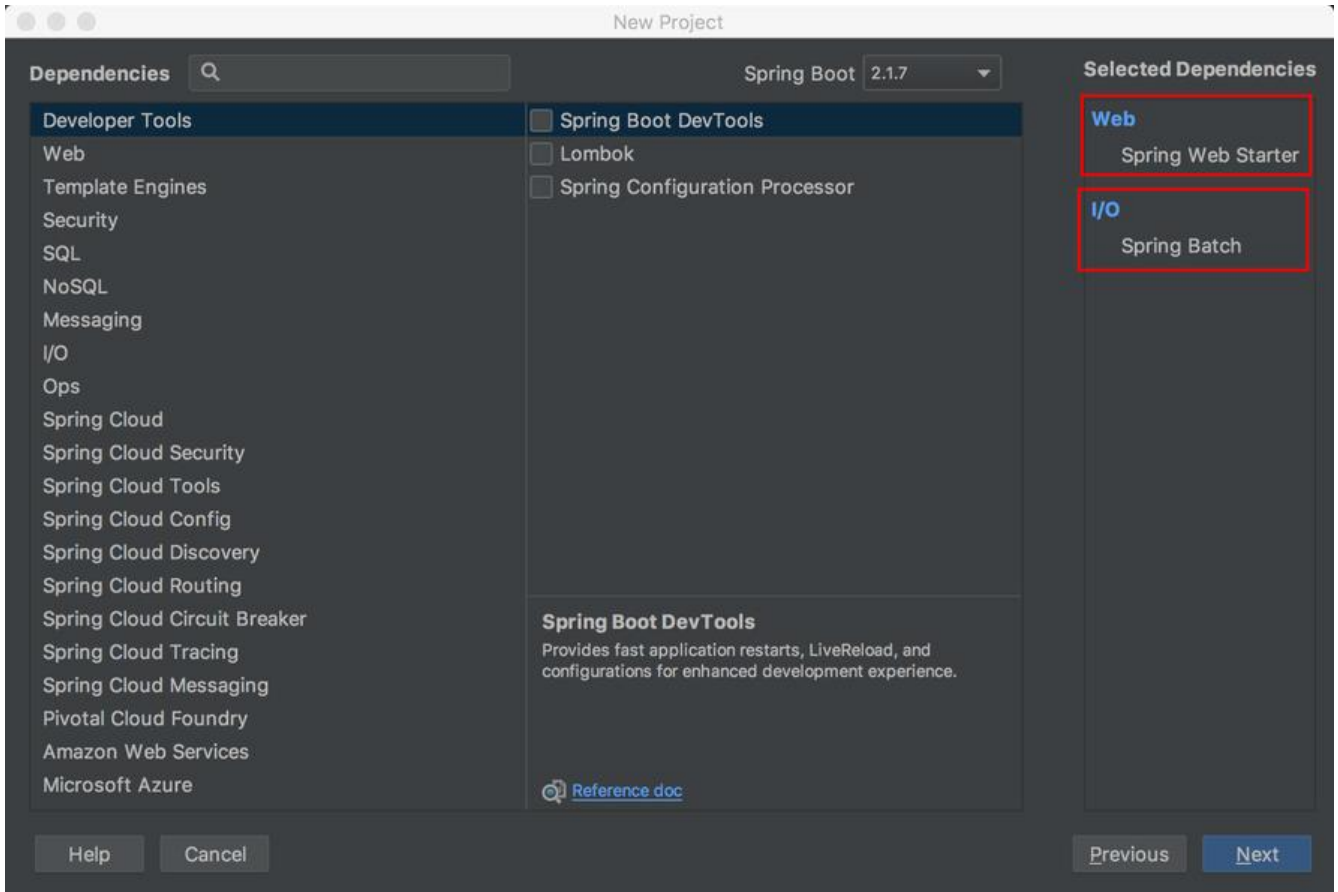 New Project
Dependencies
Spring Boot 2.1.7
Selected Dependencies
Developer Tools
Web
Template Engines
Security
SQL
NoSQL
Messaging
I/O
Ops
Spring Cloud
Spring Cloud Security
Spring Cloud Tools
Spring Cloud Config
Spring Cloud Discovery
Spring Cloud Routing
Spring Cloud Circuit Breaker
Spring Cloud Tracing
Spring Cloud Messaging
Pivotal Cloud Foundry
Amazon Web Services
Microsoft Azure
Spring Boot DevTools
Lombok
Spring Configuration Processor
Spring Boot DevTools
Provides fast application restarts, LiveReload, and
configurations for enhanced development experience.
Reference doc
Web
Spring Web Starter
I/O
Spring Batch
Help
Cancel
Previous
Next